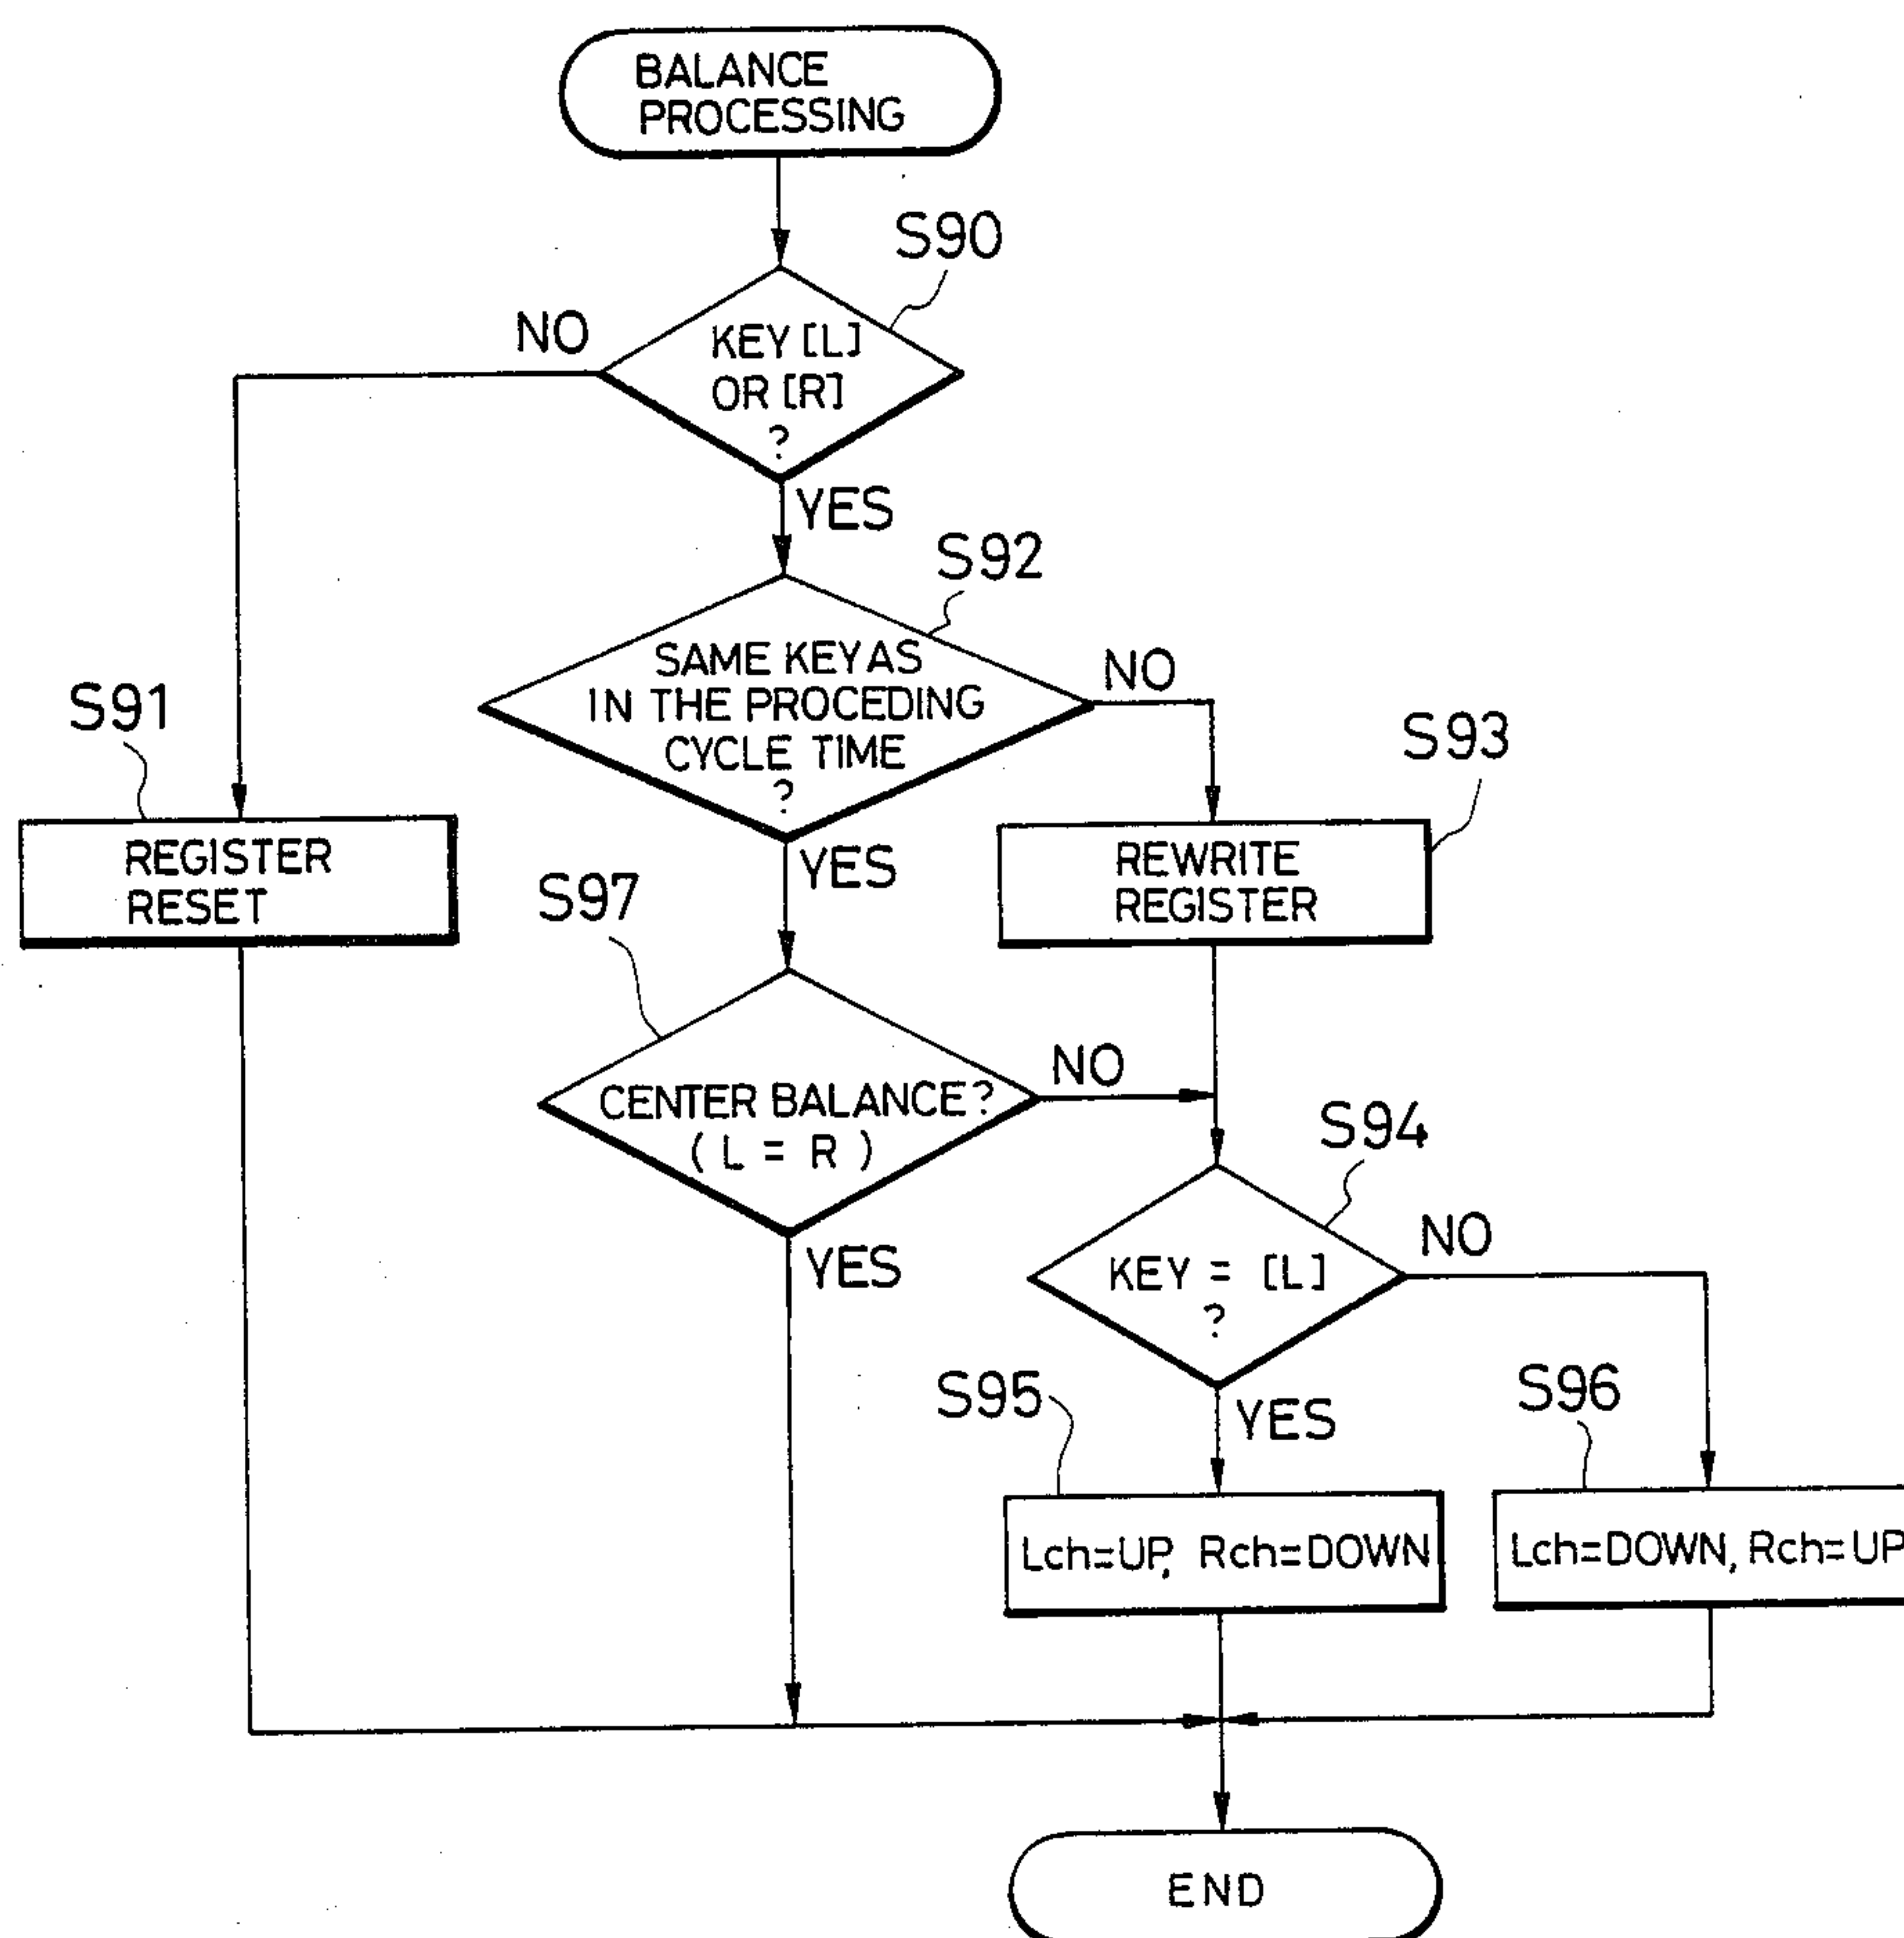 BALANCE
PROCESSING
S90
NO
KEY [L]
OR [R]
?
YES
S92
SAME KEY AS
IN THE PROCEDING
CYCLE TIME
?
NO
S91
S93
REGISTER
RESET
YES
REWRITE
REGISTER
S97
CENTER BALANCE?
( L = R )
NO
S94
YES
KEY = [L]
?
NO
S95
YES
S96
Lch=UP, Rch=DOWN
Lch=DOWN, Rch=UP
END